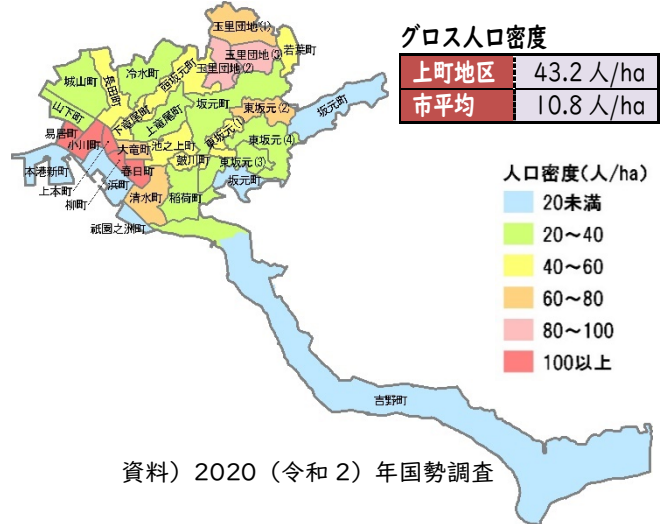 グロス人口密度
上町地区 43.2 人/ha
市平均 10.8 人/ha
人口密度(人/ha)
20未満
20～40
40～60
60～80
80～100
100以上
玉里団地(1)
玉里団地(3)
若葉町
玉里団地(2)
冷水町
西坂元町
城山町
長田町
坂元町
東坂元(2)
坂元町
山下町
下竜尾町
上竜尾町
東坂元(1)
易居町
小川町
大竜町
池之上町
東坂元(4)
鼓川町
東坂元(3)
本港新町
春日町
坂元町
上本町
浜町
柳町
清水町
稲荷町
祇園之洲町
吉野町
資料）2020（令和2）年国勢調査